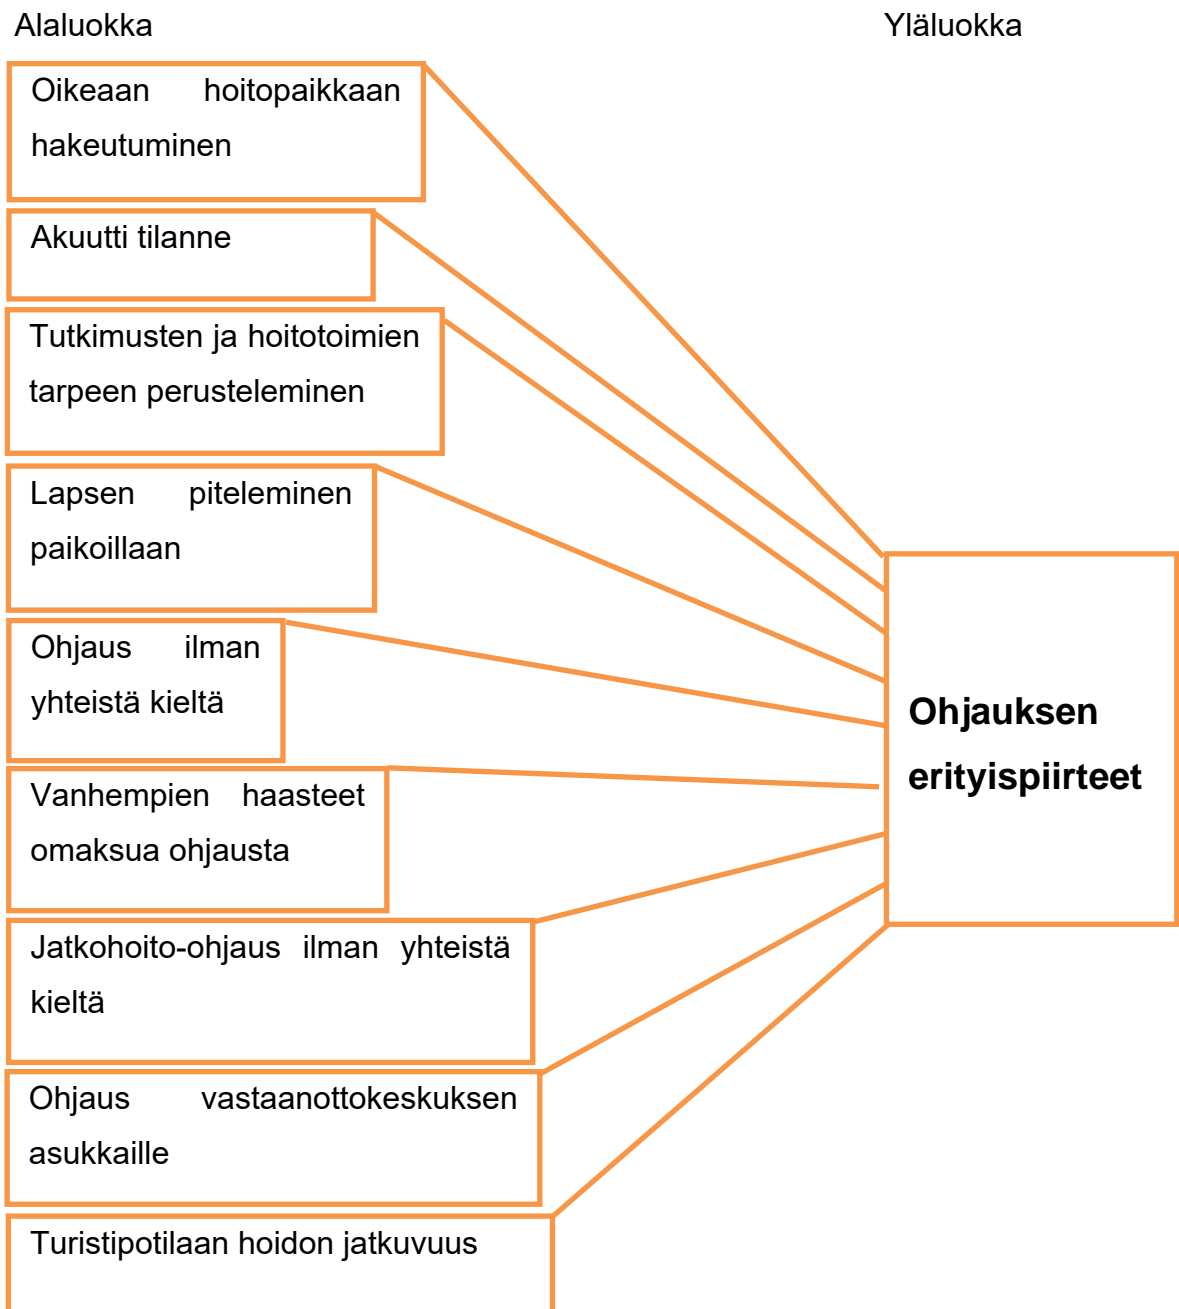 Alaluokka Yläluokka
Oikeaan hoitopaikkaan
hakeutuminen
Akuutti tilanne
Tutkimusten ja hoitotoimien
tarpeen perusteleminen
Lapsen piteleminen
paikoillaan
Ohjaus ilman
yhteistä kieltä
Vanhempien haasteet
omaksua ohjausta
Jatkohoito-ohjaus ilman yhteistä
kieltä
Ohjaus vastaanottokeskuksen
asukkaille
Turistipotilaan hoidon jatkuvuus
Ohjauksen
erityispiirteet